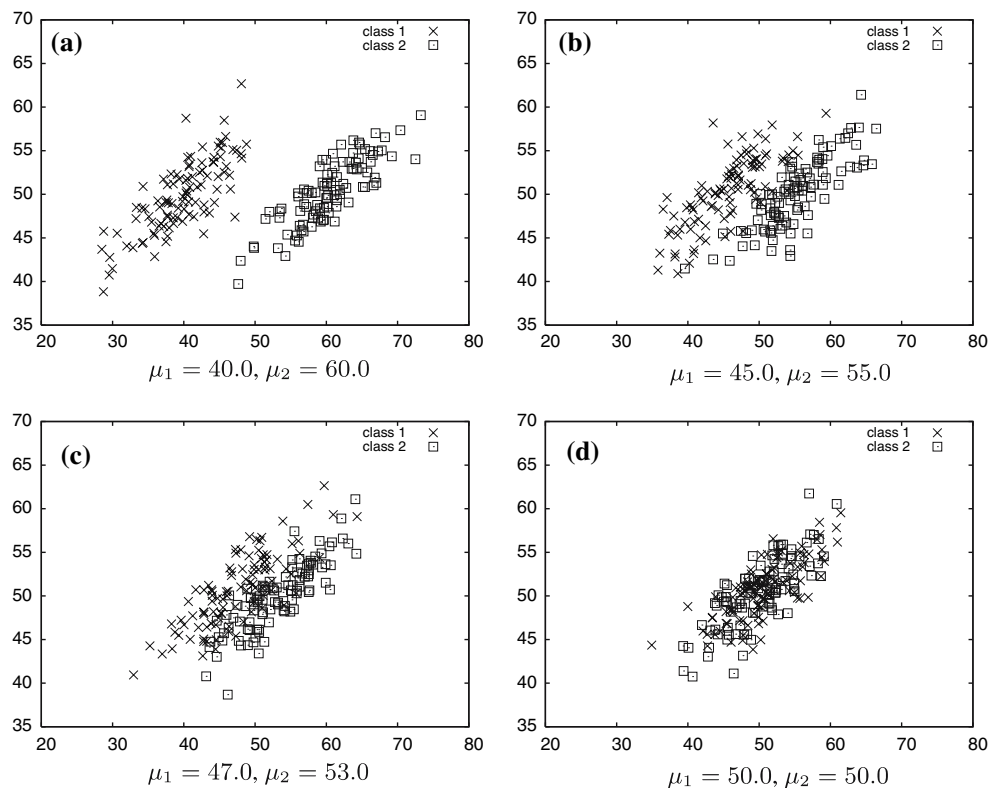 (a)
class 1
class 2
70
65
60
55
50
45
40
35
20 30 40 50 60 70 80
μ1 = 40.0, μ2 = 60.0
(b)
class 1
class 2
70
65
60
55
50
45
40
35
20 30 40 50 60 70 80
μ1 = 45.0, μ2 = 55.0
(c)
class 1
class 2
70
65
60
55
50
45
40
35
20 30 40 50 60 70 80
μ1 = 47.0, μ2 = 53.0
(d)
class 1
class 2
70
65
60
55
50
45
40
35
20 30 40 50 60 70 80
μ1 = 50.0, μ2 = 50.0